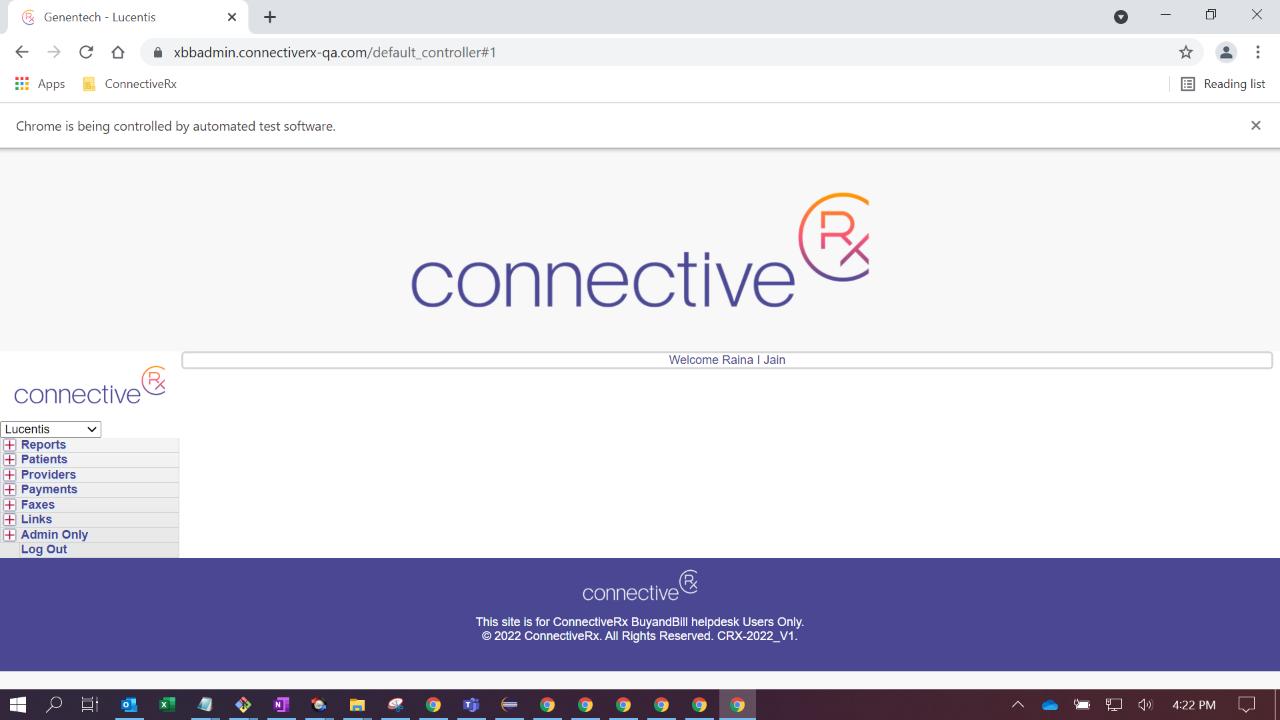 Genentech - Lucentis
xbbadmin.connectiverx-qa.com/default_controller#1
Apps
ConnectiveRx
Reading list
Chrome is being controlled by automated test software.
connective Rx
Welcome Raina I Jain
connective Rx
Lucentis
Reports
Patients
Providers
Payments
Faxes
Links
Admin Only
Log Out
connective Rx
This site is for ConnectiveRx BuyandBill helpdesk Users Only.
© 2022 ConnectiveRx. All Rights Reserved. CRX-2022_V1.
4:22 PM